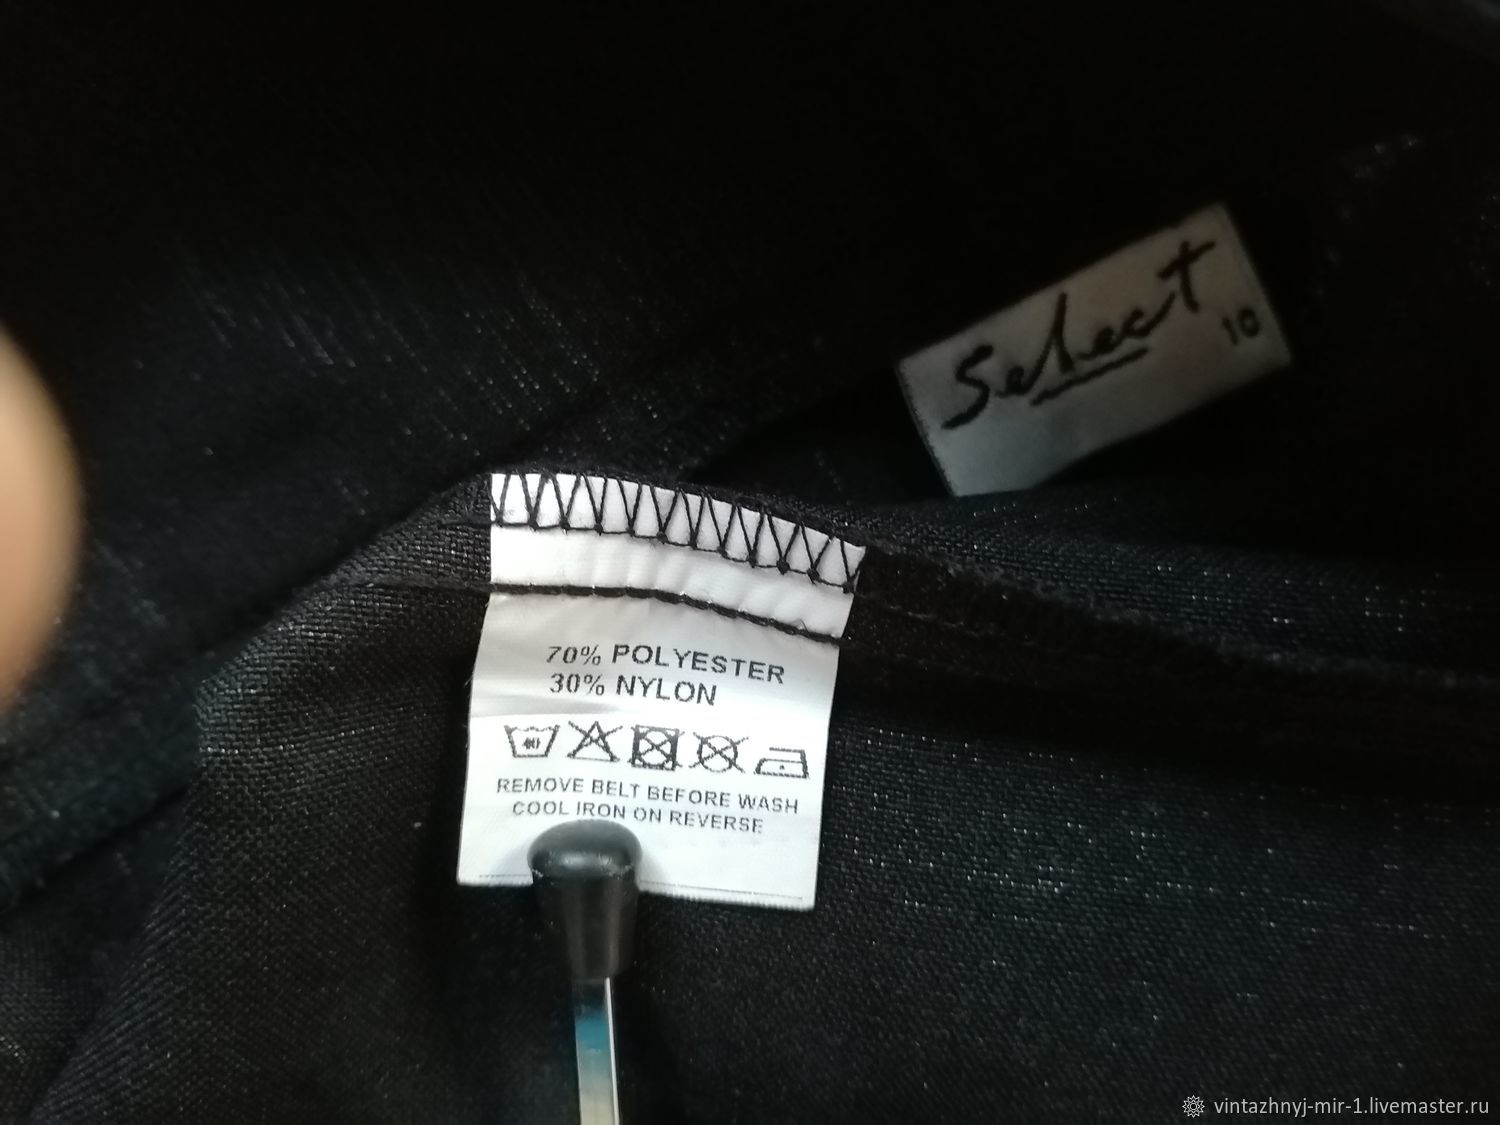 Select
10
70% POLYESTER
30% NYLON
40
REMOVE BELT BEFORE WASH
COOL IRON ON REVERSE
vintazhnyj-mir-1.livemaster.ru